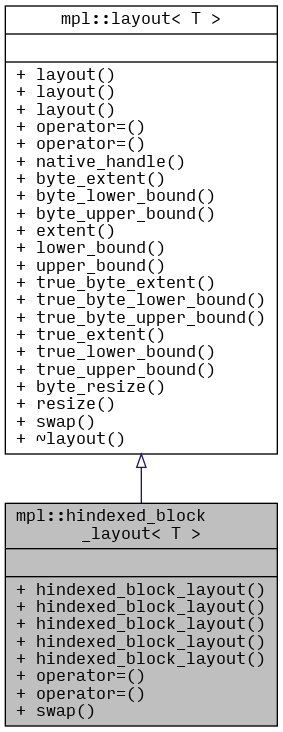 mpl::layout< T >
+ layout()
+ layout()
+ layout()
+ operator=()
+ operator=()
+ native_handle()
+ byte_extent()
+ byte_lower_bound()
+ byte_upper_bound()
+ extent()
+ lower_bound()
+ upper_bound()
+ true_byte_extent()
+ true_byte_lower_bound()
+ true_byte_upper_bound()
+ true_extent()
+ true_lower_bound()
+ true_upper_bound()
+ byte_resize()
+ resize()
+ swap()
+ ~layout()
mpl::hindexed_block
_layout< T >
+ hindexed_block_layout()
+ hindexed_block_layout()
+ hindexed_block_layout()
+ hindexed_block_layout()
+ hindexed_block_layout()
+ operator=()
+ operator=()
+ swap()